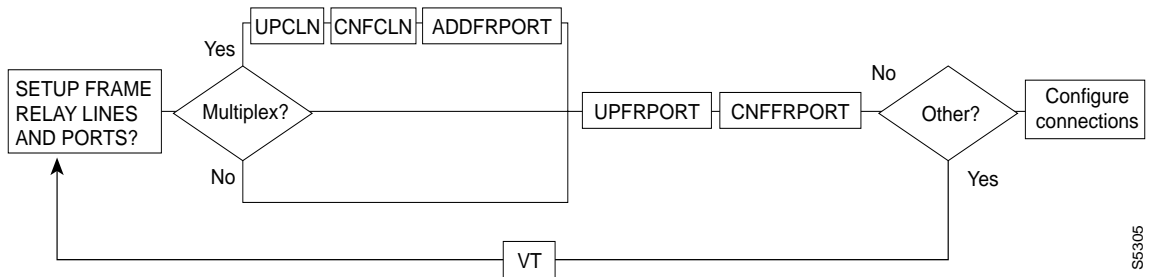 UPCLN
CNFCLN
ADDFRPORT
Yes
SETUP FRAME
RELAY LINES
AND PORTS?
Multiplex?
No
UPFRPORT
CNFFRPORT
No
Other?
Yes
Configure
connections
VT
S5305